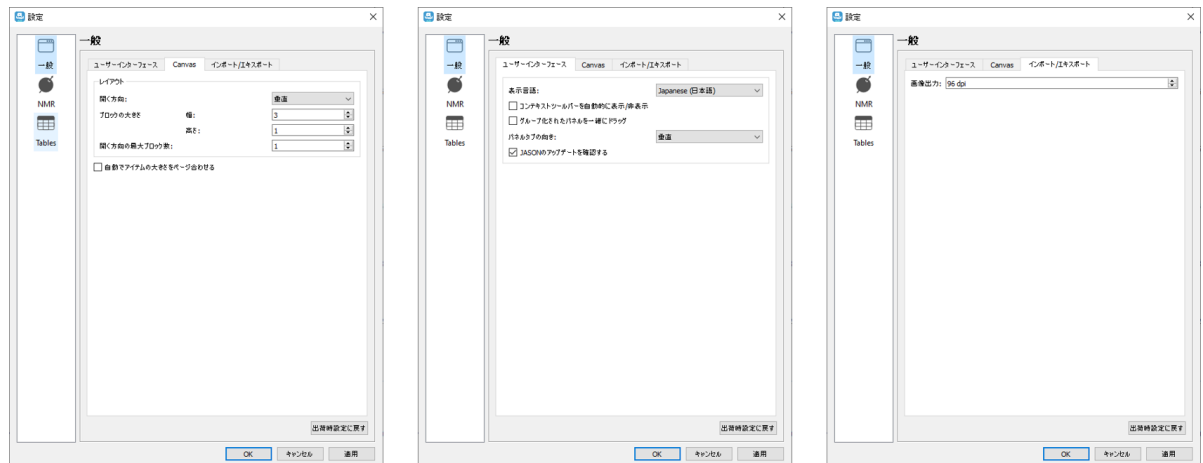 設定
一般
一般
NMR
Tables
ユーザーインターフェース Canvas インポート/エキスポート
レイアウト
開く方向: 垂直
ブロックの大きさ 幅: 3
高さ: 1
開く方向の最大ブロック数: 1
自動でアイテムの大きさをページ合わせる
出荷時設定に戻す
OK キャンセル 適用
設定
一般
一般
NMR
Tables
ユーザーインターフェース Canvas インポート/エキスポート
表示言語: Japanese (日本語)
コンテキストツールバーを自動的に表示/非表示
グループ化されたパネルを一緒にドラッグ
パネルタブの向き: 垂直
JASONのアップデートを確認する
出荷時設定に戻す
OK キャンセル 適用
設定
一般
一般
NMR
Tables
ユーザーインターフェース Canvas インポート/エキスポート
画像出力: 96 dpi
出荷時設定に戻す
OK キャンセル 適用